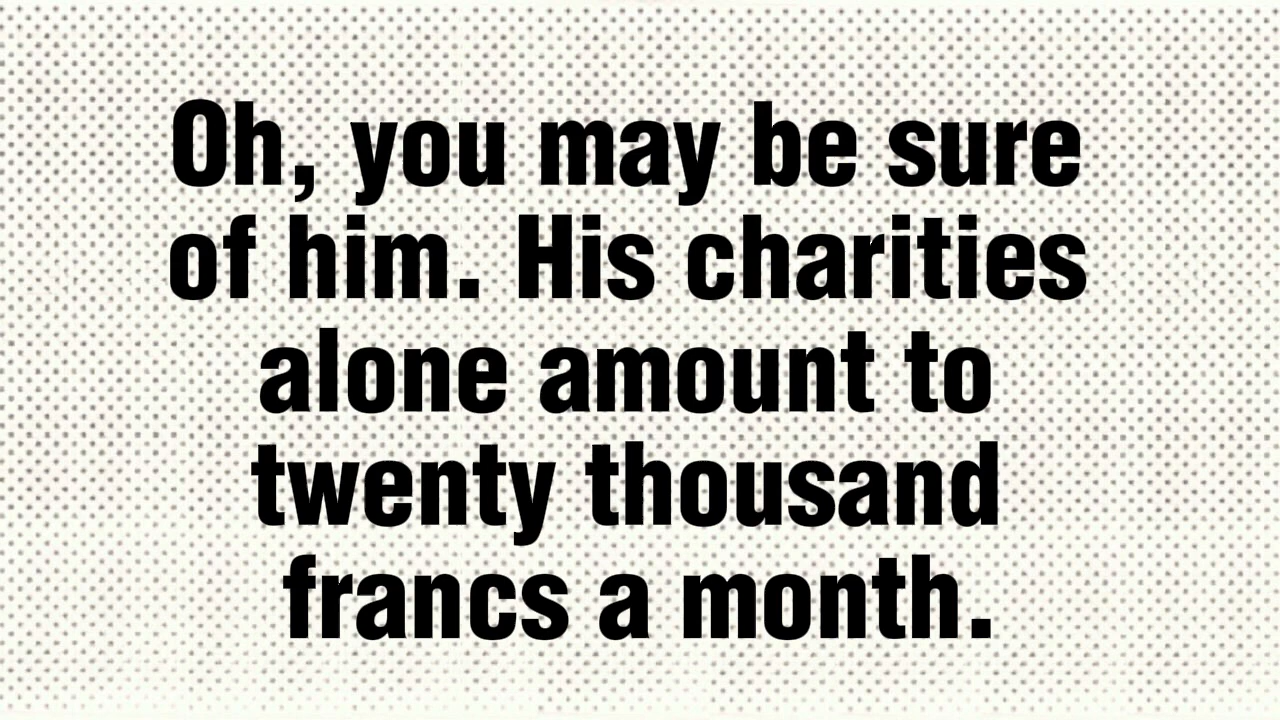 Oh, you may be sure
of him. His charities
alone amount to
twenty thousand
francs a month.